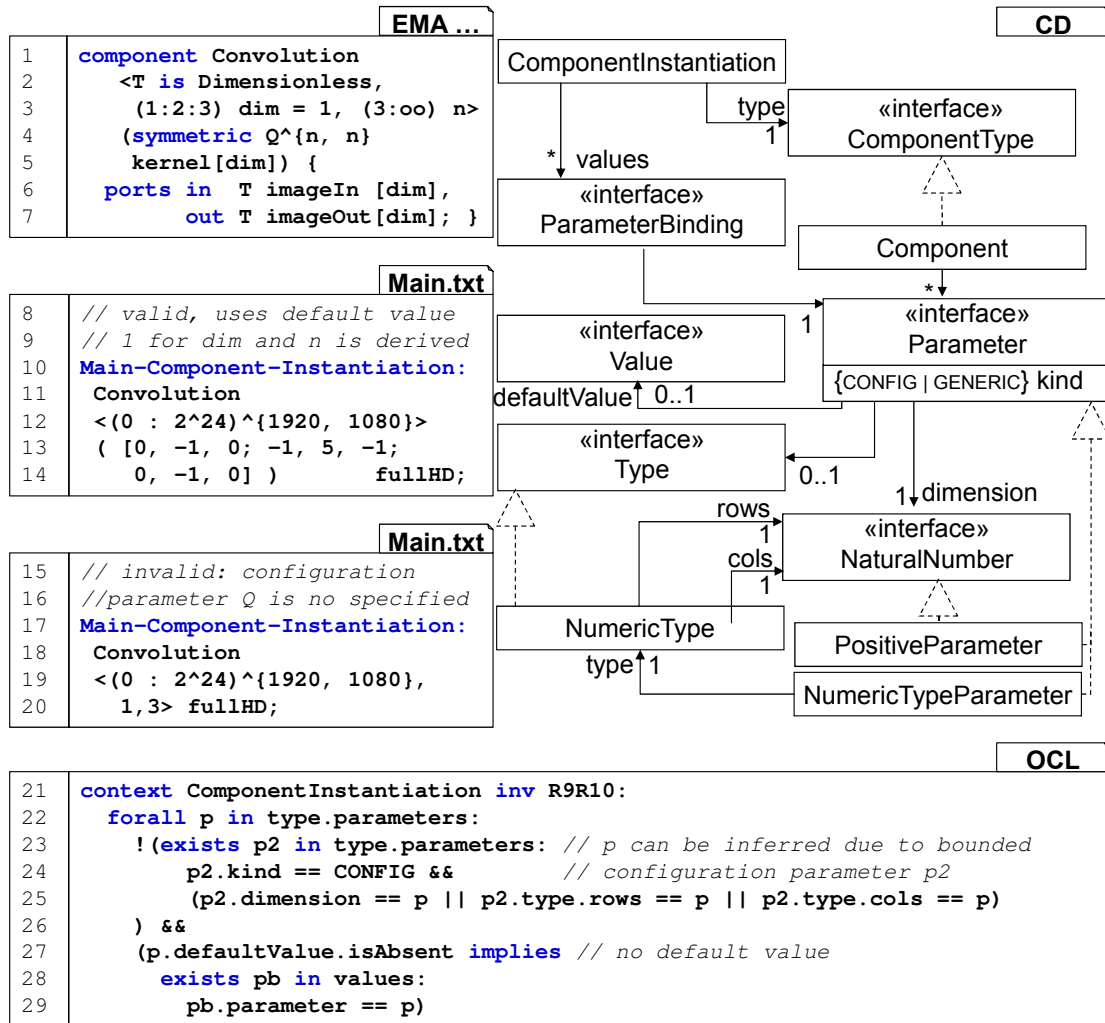 EMA …
1 component Convolution
2 <T is Dimensionless,
3 (1:2:3) dim = 1, (3:oo) n>
4 (symmetric Q^{n, n}
5 kernel[dim]) {
6 ports in T imageIn [dim],
7 out T imageOut[dim]; }
Main.txt
8 // valid, uses default value
9 // 1 for dim and n is derived
10 Main-Component-Instantiation:
11 Convolution
12 <(0 : 2^24)^{1920, 1080}>
13 ( [0, -1, 0; -1, 5, -1;
14 0, -1, 0] ) fullHD;
Main.txt
15 // invalid: configuration
16 //parameter Q is no specified
17 Main-Component-Instantiation:
18 Convolution
19 <(0 : 2^24)^{1920, 1080},
20 1,3> fullHD;
CD
ComponentInstantiation
type
1
«interface»
ComponentType
* values
«interface»
ParameterBinding
Component
*
1
«interface»
Parameter
{CONFIG | GENERIC} kind
«interface»
Value
defaultValue 0..1
«interface»
Type
0..1
1 dimension
rows
1
cols
1
«interface»
NaturalNumber
NumericType
type 1
PositiveParameter
NumericTypeParameter
OCL
21 context ComponentInstantiation inv R9R10:
22 forall p in type.parameters:
23 !(exists p2 in type.parameters: // p can be inferred due to bounded
24 p2.kind == CONFIG && // configuration parameter p2
25 (p2.dimension == p || p2.type.rows == p || p2.type.cols == p)
26 ) &&
27 (p.defaultValue.isAbsent implies // no default value
28 exists pb in values:
29 pb.parameter == p)